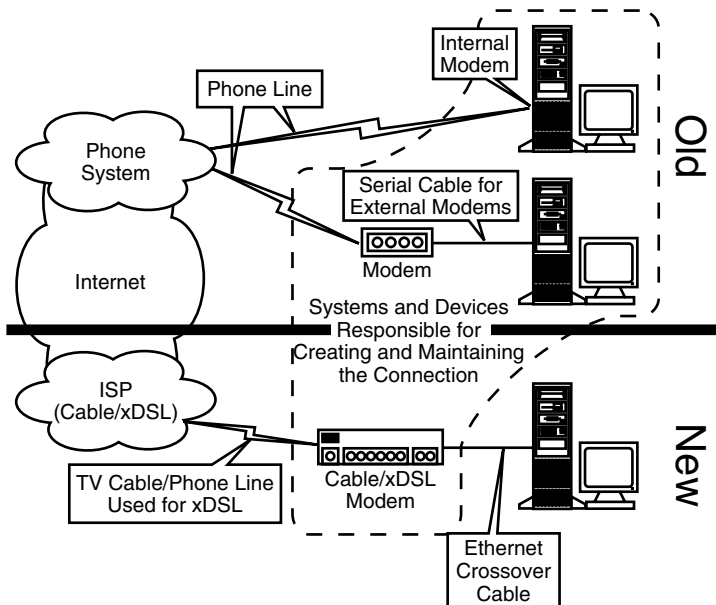 Internal
Modem
Phone Line
Old
Phone
System
Serial Cable for
External Modems
Modem
Internet
Systems and Devices
Responsible for
Creating and Maintaining
the Connection
ISP
(Cable/xDSL)
New
TV Cable/Phone Line
Used for xDSL
Cable/xDSL
Modem
Ethernet
Crossover
Cable